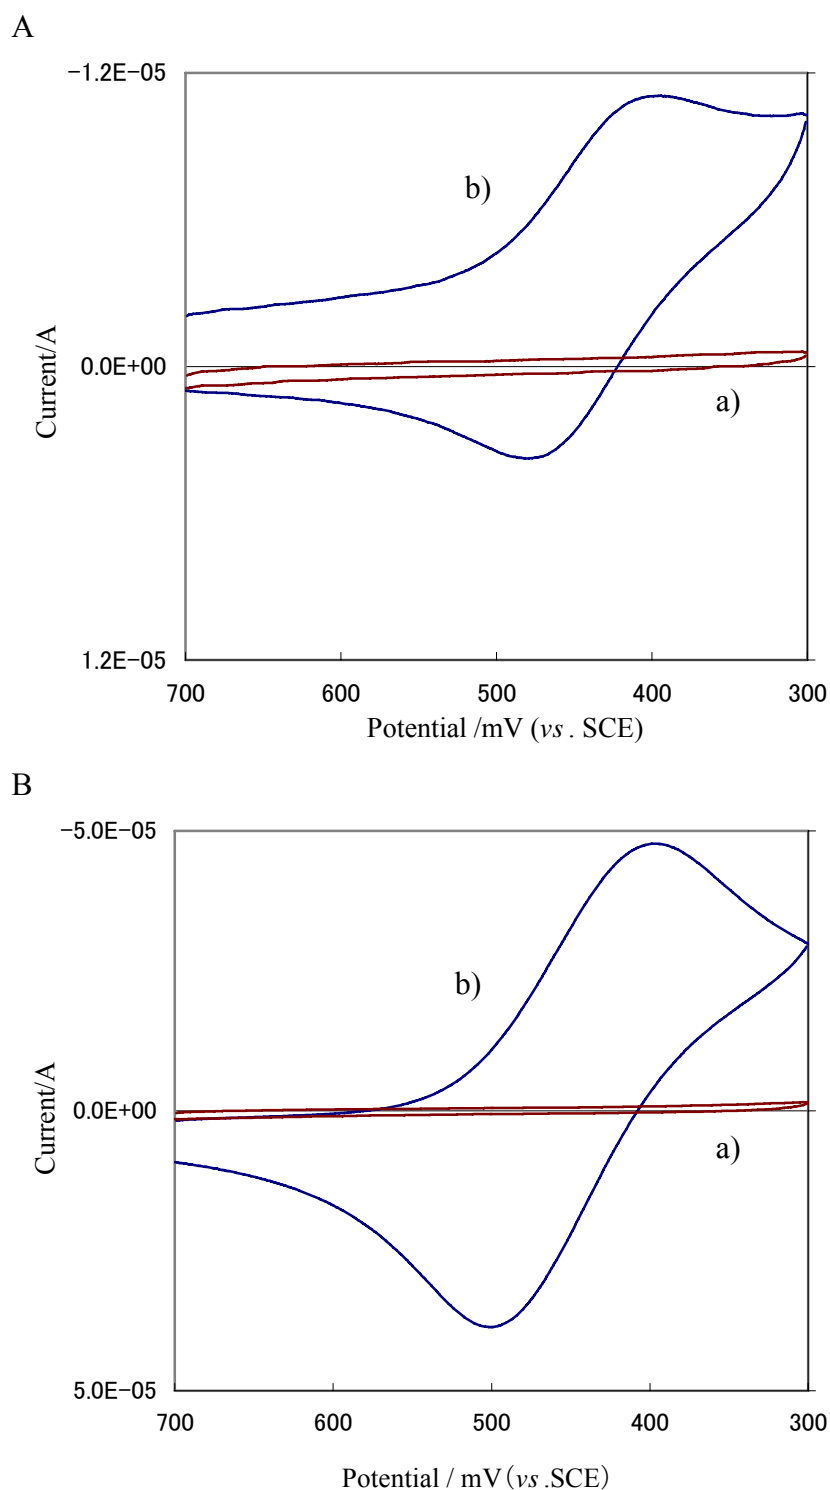 A
-1.2E-05
b)
0.0E+00
a)
Current/A
1.2E-05
700 600 500 400 300
Potential /mV (vs . SCE)
B
-5.0E-05
b)
0.0E+00
a)
Current/A
5.0E-05
700 600 500 400 300
Potential / mV(vs .SCE)